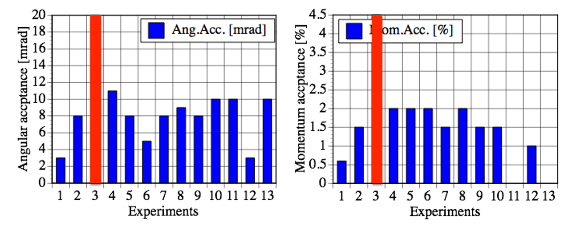 Angular accptance [mrad]
20
18
16
14
12
10
8
6
4
2
0
Ang.Acc. [mrad]
1 2 3 4 5 6 7 8 9 10 11 12 13
Experiments
Momentum accptance [%]
4.5
4
3.5
3
2.5
2
1.5
1
0.5
0
om.Acc. [%]
1 2 3 4 5 6 7 8 9 10 11 12 13
Experiments